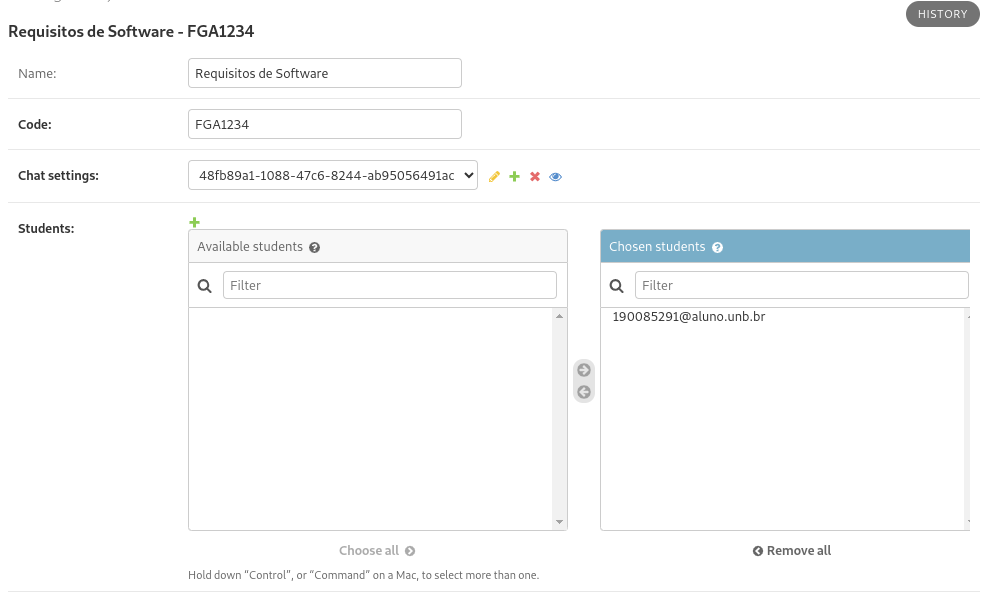 HISTORY
Requisitos de Software - FGA1234
Name:
Requisitos de Software
Code:
FGA1234
Chat settings:
48fb89a1-1088-47c6-8244-ab95056491ac
Students:
Available students
Chosen students
Filter
Filter
190085291@aluno.unb.br
Choose all
Remove all
Hold down “Control”, or “Command” on a Mac, to select more than one.